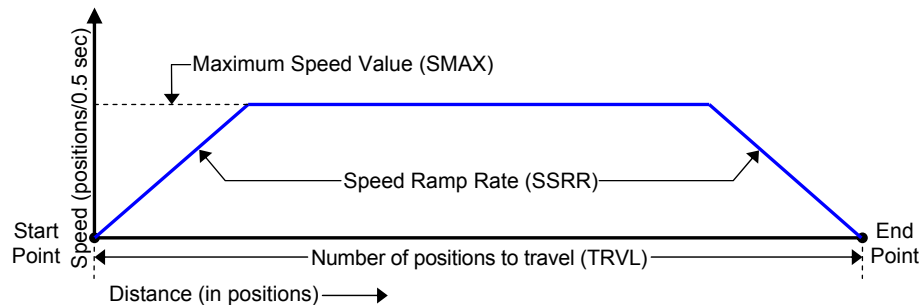 Speed (positions/0.5 sec)
Maximum Speed Value (SMAX)
Speed Ramp Rate (SSRR)
Start
Point
End
Point
Number of positions to travel (TRVL)
Distance (in positions)